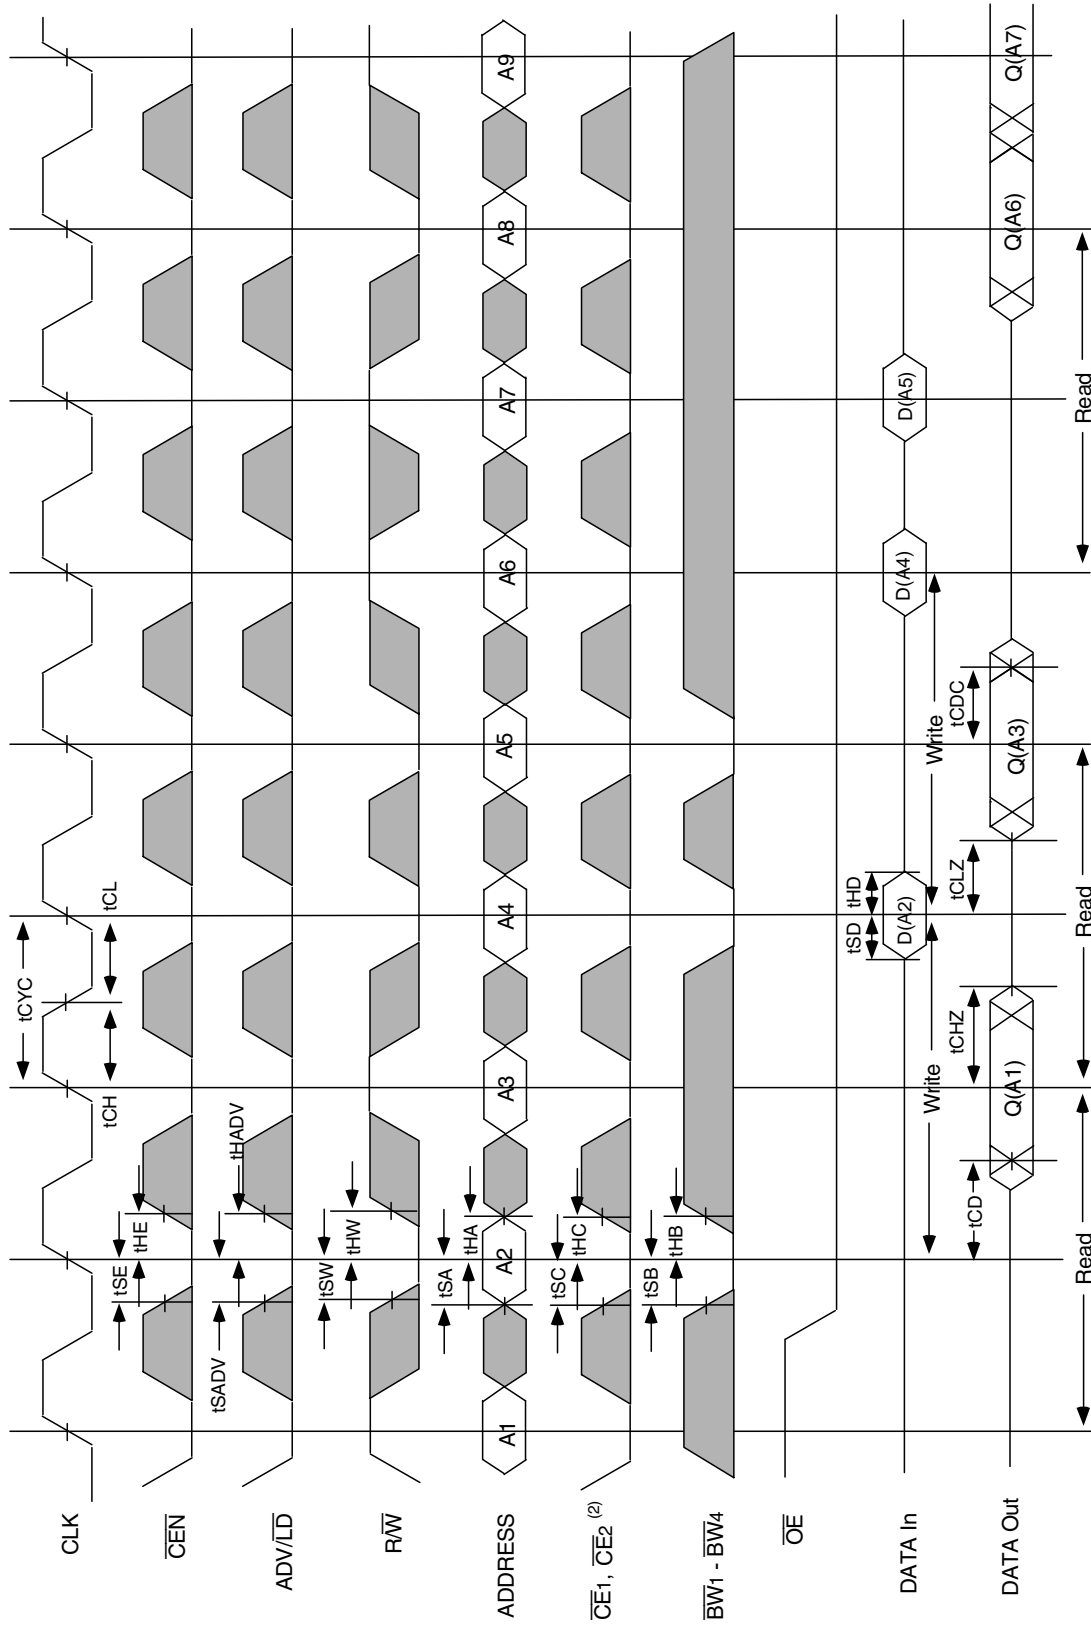 tCYC
tCH
tCL
CLK
tSE
tHE
CEN
tSADV
tHADV
ADV/LD
tSW
tHW
R/W
tSA
tHA
ADDRESS A1 A2 A3 A4 A5 A6 A7 A8 A9
tSC
tHC
CE1, CE2 (2)
tSB
tHB
BW1 - BW4
OE
tSD
tHD
DATA In D(A2) D(A4) D(A5)
Write
Write
tCD
tCHZ
tCLZ
tCDC
DATA Out Q(A1) Q(A3) Q(A6) Q(A7)
Read
Read
Read